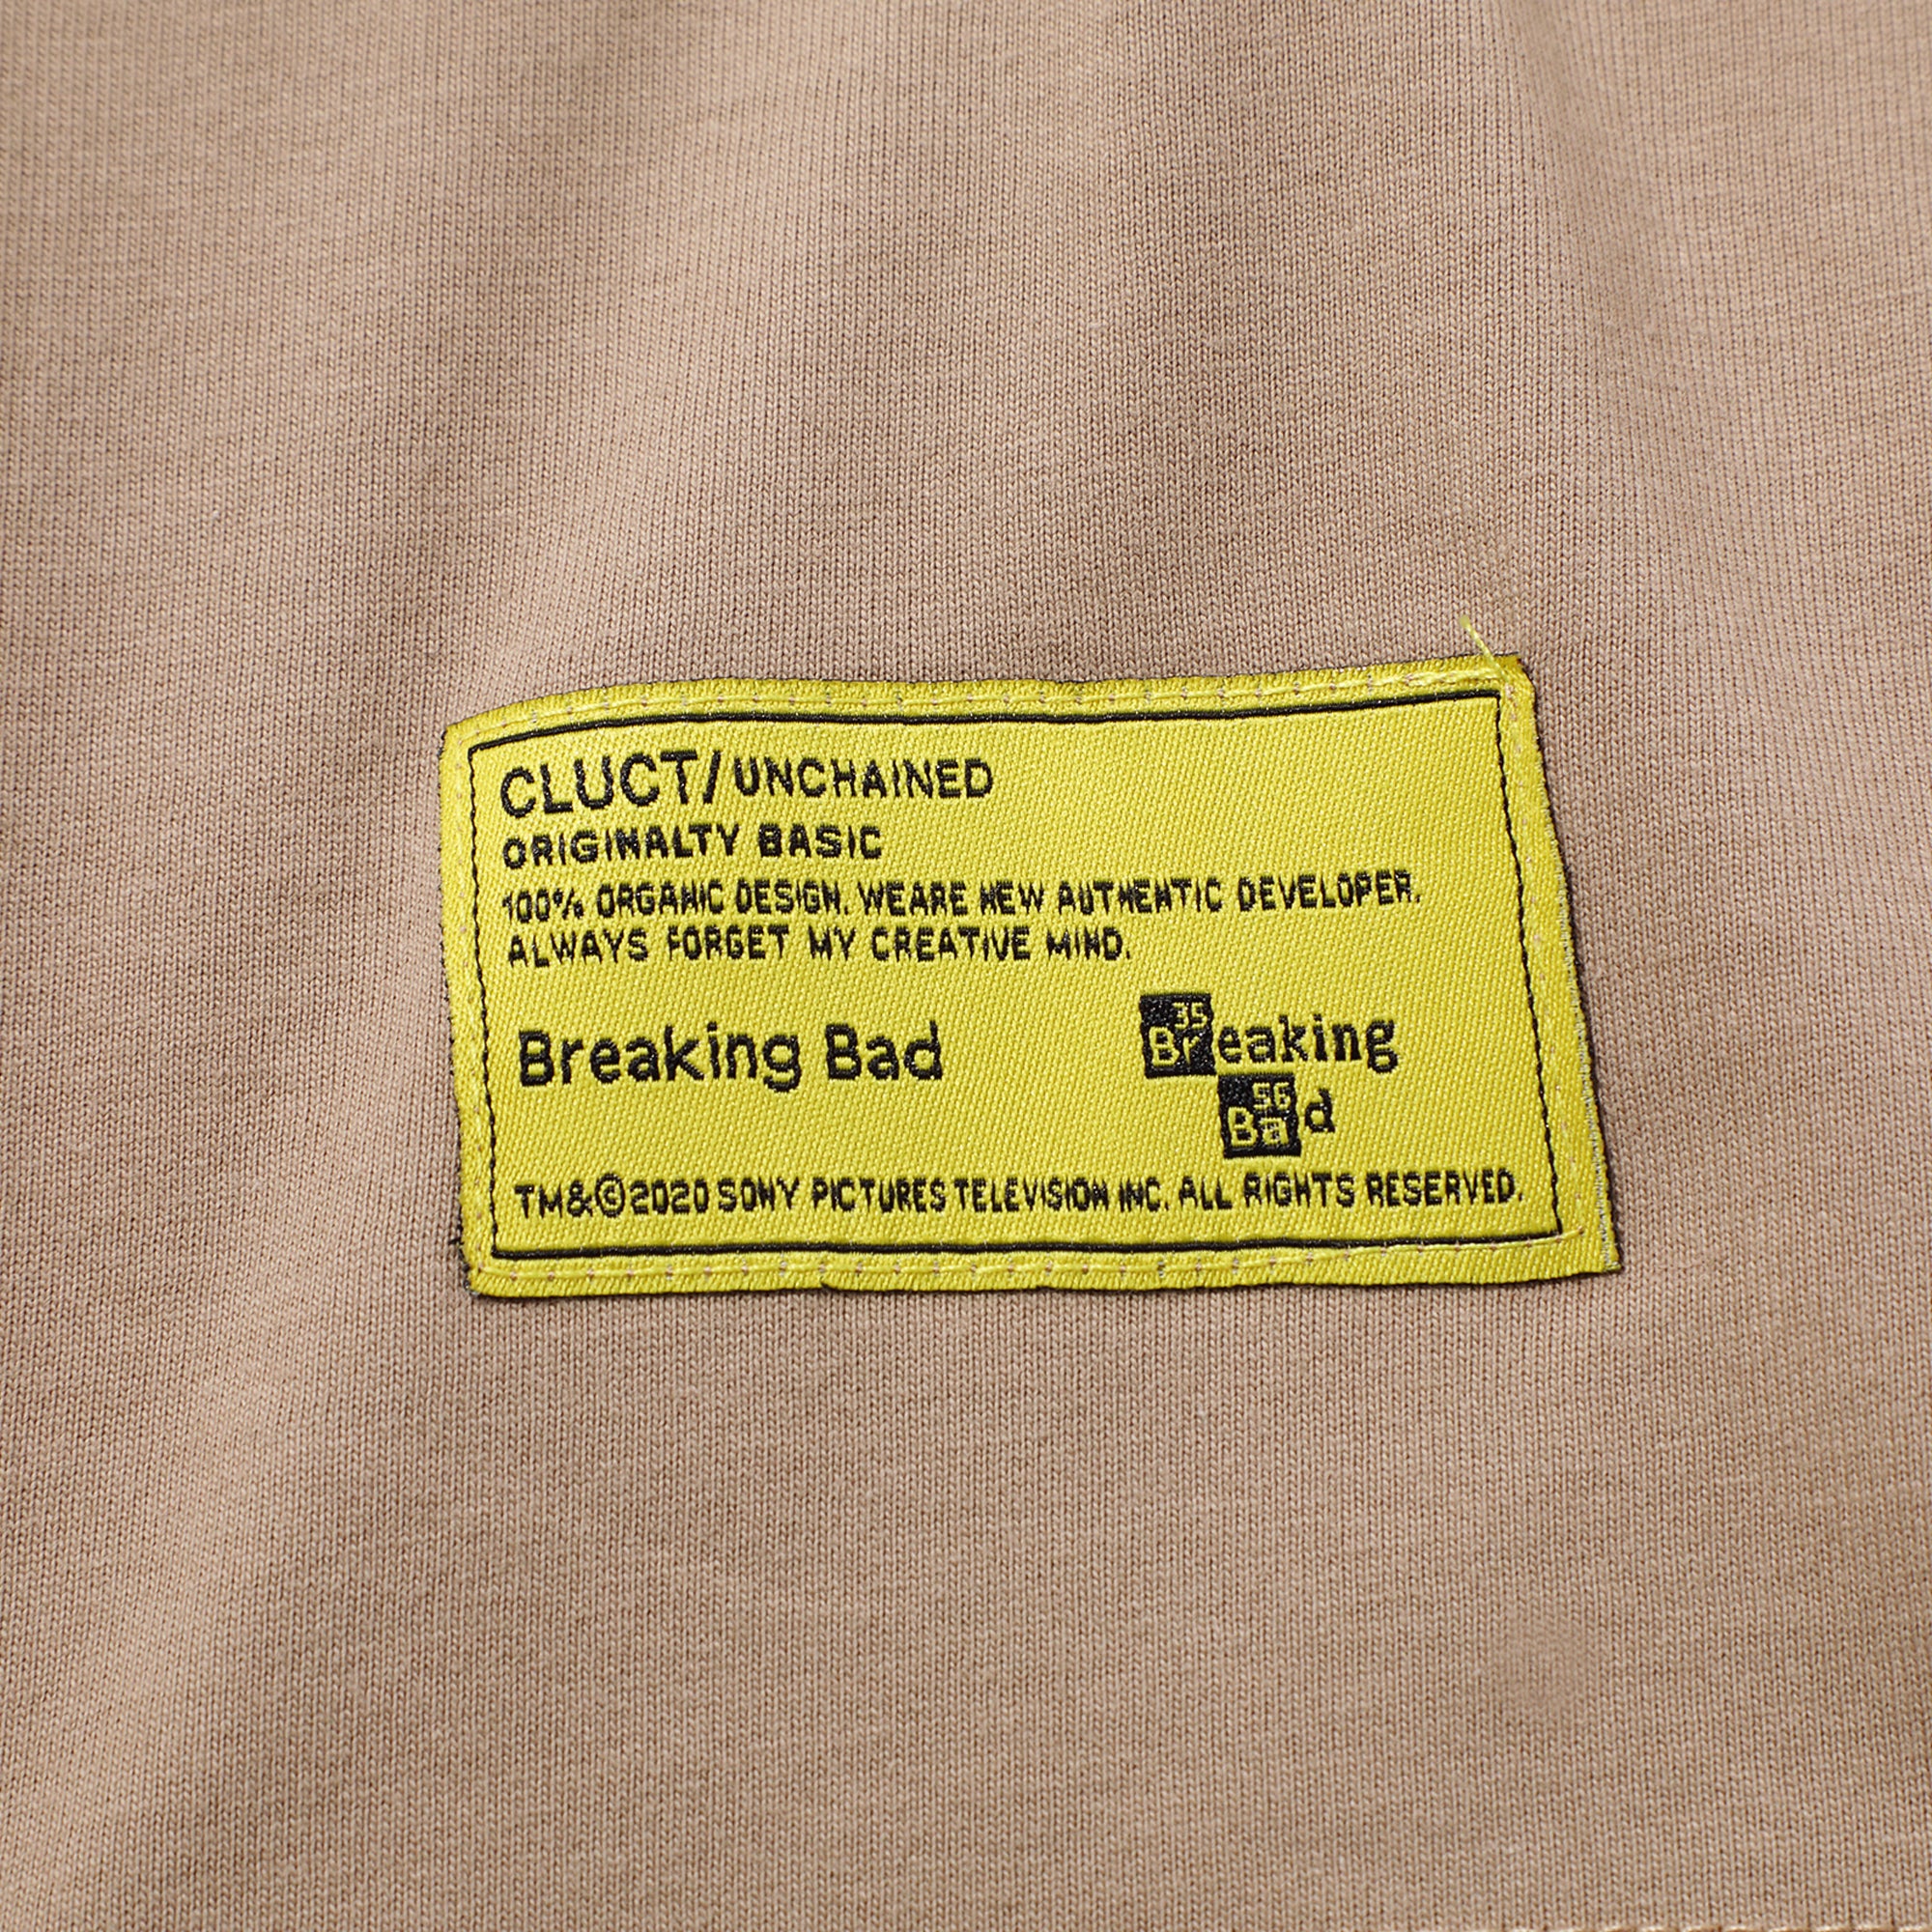 CLUCT/UNCHAINED
ORIGINALTY BASIC
100% ORGANIC DESIGN. WEARE NEW AUTHENTIC DEVELOPER.
ALWAYS FORGET MY CREATIVE MIND.
Breaking Bad
35
Breaking
56
Bad
TM&©2020 SONY PICTURES TELEVISION INC. ALL RIGHTS RESERVED.